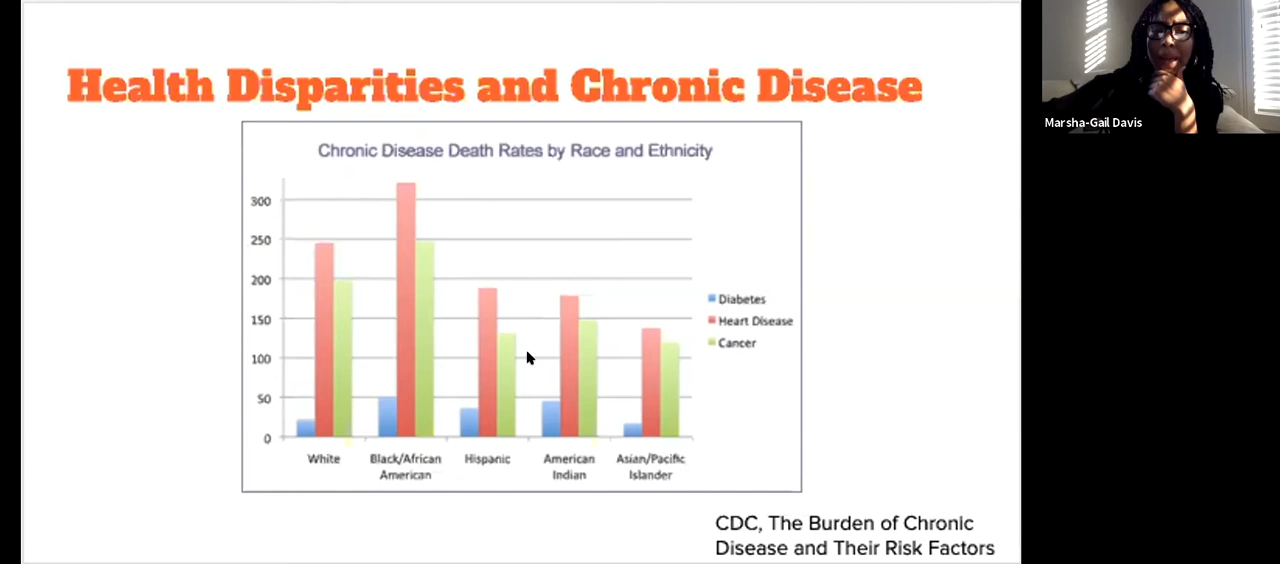 Health Disparities and Chronic Disease
Marsha-Gail Davis
Chronic Disease Death Rates by Race and Ethnicity
300
250
200
150
100
50
0
Diabetes
Heart Disease
Cancer
White
Black/African
American
Hispanic
American
Indian
Asian/Pacific
Islander
CDC, The Burden of Chronic
Disease and Their Risk Factors